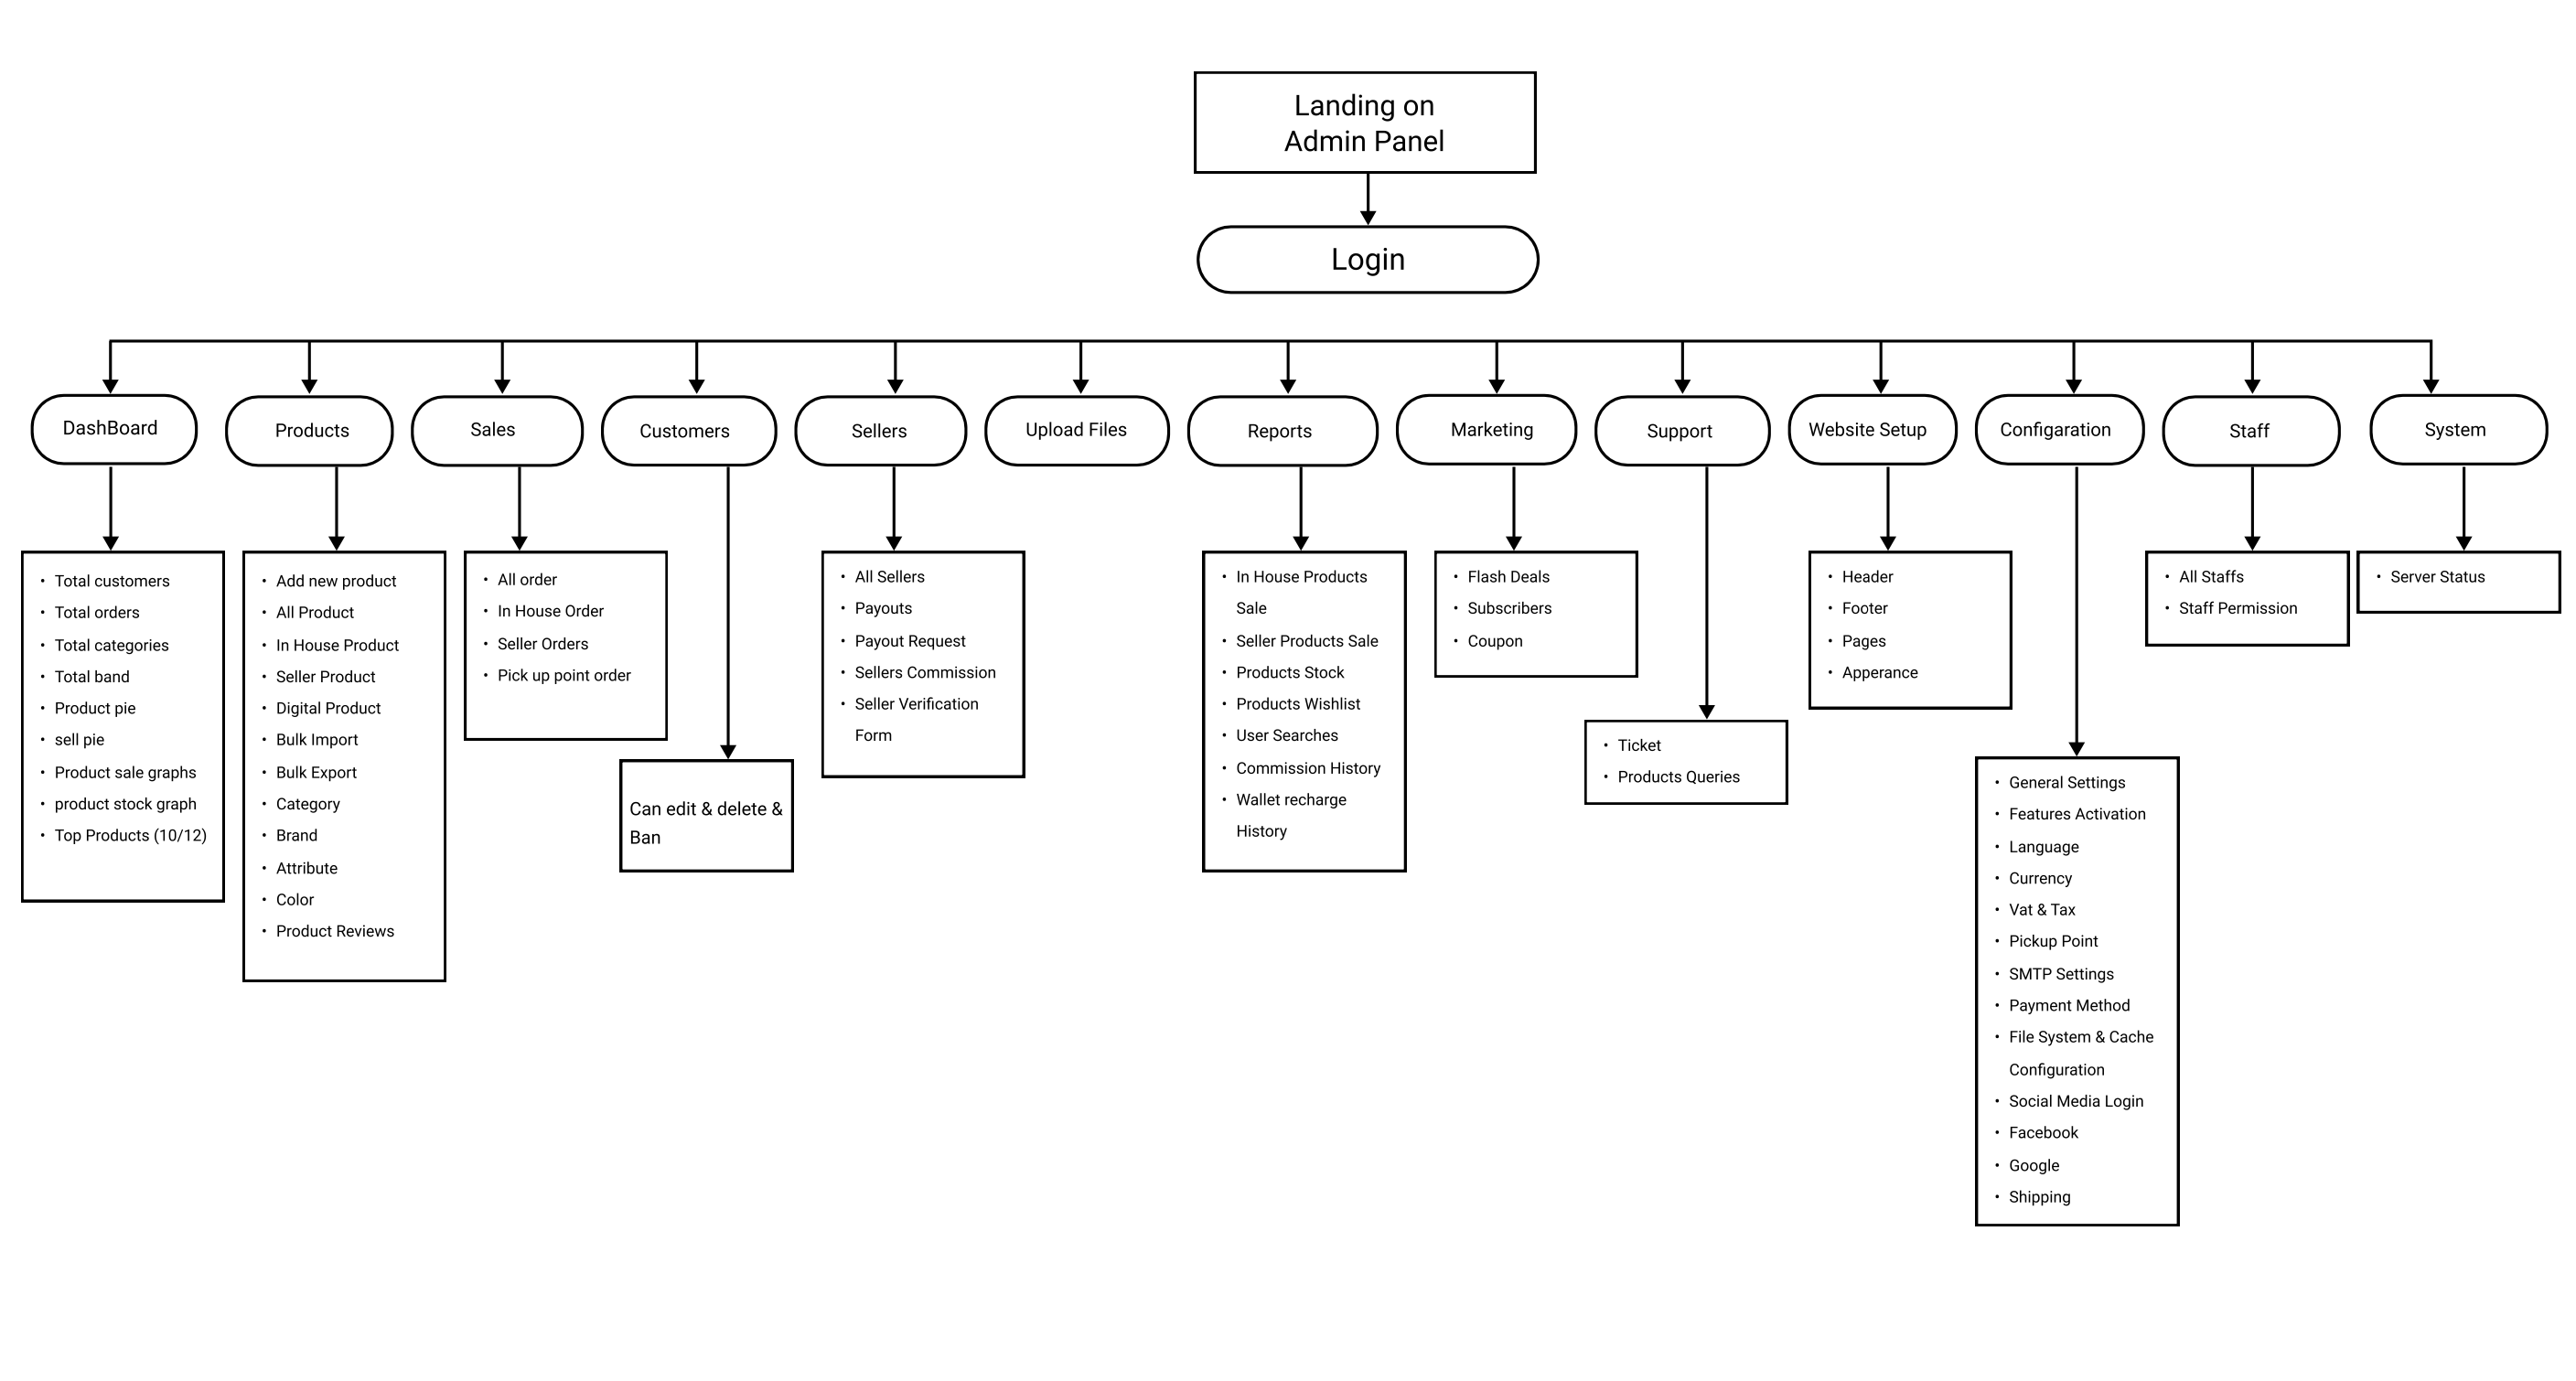 Landing on
Admin Panel
Login
DashBoard
Products
Sales
Customers
Sellers
Upload Files
Reports
Marketing
Support
Website Setup
Configaration
Staff
System
• Total customers
• Total orders
• Total categories
• Total band
• Product pie
• sell pie
• Product sale graphs
• product stock graph
• Top Products (10/12)
• Add new product
• All Product
• In House Product
• Seller Product
• Digital Product
• Bulk Import
• Bulk Export
• Category
• Brand
• Attribute
• Color
• Product Reviews
• All order
• In House Order
• Seller Orders
• Pick up point order
Can edit & delete &
Ban
• All Sellers
• Payouts
• Payout Request
• Sellers Commission
• Seller Verification
Form
• In House Products
Sale
• Seller Products Sale
• Products Stock
• Products Wishlist
• User Searches
• Commission History
• Wallet recharge
History
• Flash Deals
• Subscribers
• Coupon
• Ticket
• Products Queries
• Header
• Footer
• Pages
• Apperance
• General Settings
• Features Activation
• Language
• Currency
• Vat & Tax
• Pickup Point
• SMTP Settings
• Payment Method
• File System & Cache
Configuration
• Social Media Login
• Facebook
• Google
• Shipping
• All Staffs
• Staff Permission
• Server Status